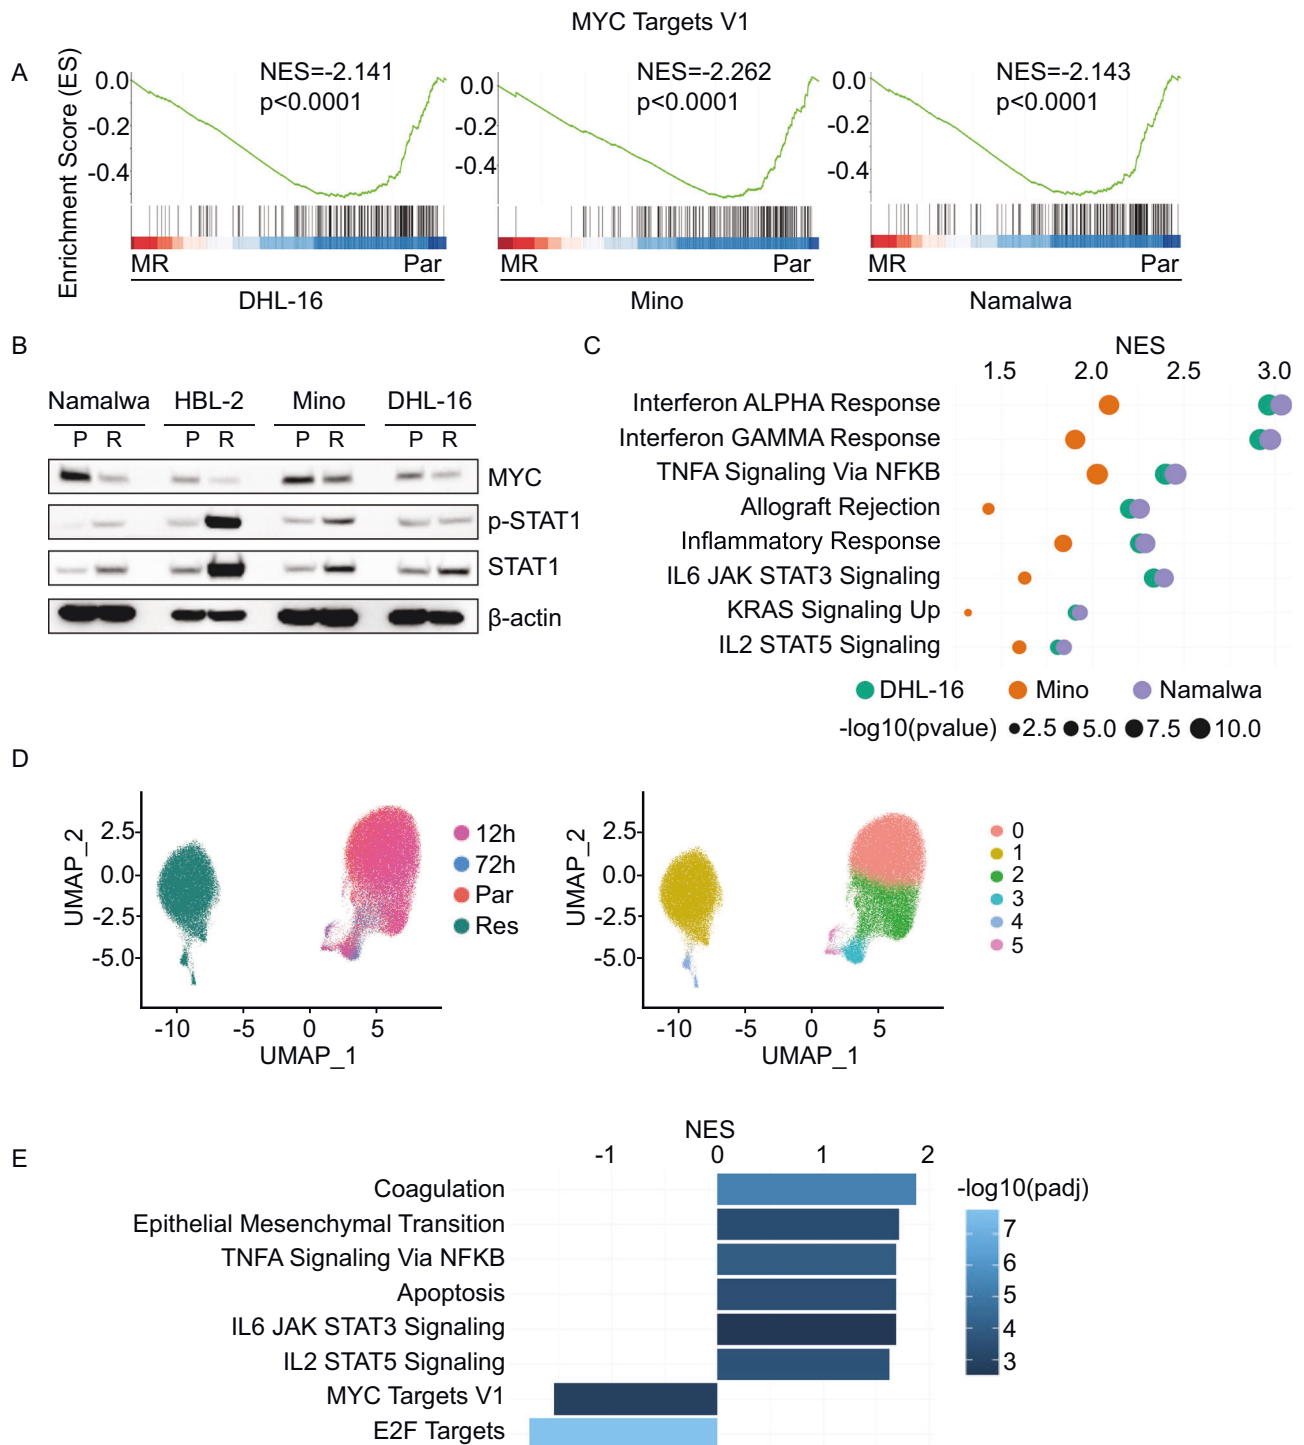 MYC Targets V1
A
Enrichment Score (ES)
0.0
-0.2
-0.4
NES=-2.141
p<0.0001
MR Par
DHL-16
0.0
-0.2
-0.4
NES=-2.262
p<0.0001
MR Par
Mino
0.0
-0.2
-0.4
NES=-2.143
p<0.0001
MR Par
Namalwa
B
Namalwa HBL-2 Mino DHL-16
P R P R P R P R
MYC
p-STAT1
STAT1
β-actin
C
NES
1.5 2.0 2.5 3.0
Interferon ALPHA Response
Interferon GAMMA Response
TNFA Signaling Via NFKB
Allograft Rejection
Inflammatory Response
IL6 JAK STAT3 Signaling
KRAS Signaling Up
IL2 STAT5 Signaling
DHL-16 Mino Namalwa
-log10(pvalue) 2.5 5.0 7.5 10.0
D
UMAP_2
2.5
0.0
-2.5
-5.0
-10 -5 0 5
UMAP_1
12h
72h
Par
Res
UMAP_2
2.5
0.0
-2.5
-5.0
-10 -5 0 5
UMAP_1
0
1
2
3
4
5
E
NES
-1 0 1 2
Coagulation
Epithelial Mesenchymal Transition
TNFA Signaling Via NFKB
Apoptosis
IL6 JAK STAT3 Signaling
IL2 STAT5 Signaling
MYC Targets V1
E2F Targets
-log10(padj)
7
6
5
4
3